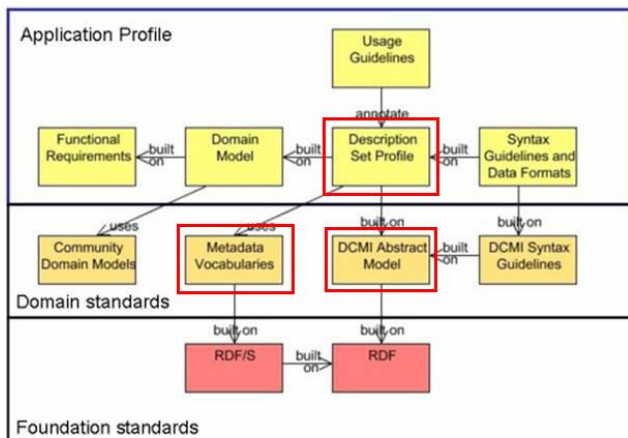 Application Profile
Usage
Guidelines
annotate
Functional
Requirements
built
on
Domain
Model
built
on
Description
Set Profile
built
on
Syntax
Guidelines and
Data Formats
uses
uses
built on
built on
Community
Domain Models
Metadata
Vocabularies
DCMI Abstract
Model
built
on
DCMI Syntax
Guidelines
Domain standards
built on
built on
RDF/S
built
on
RDF
Foundation standards